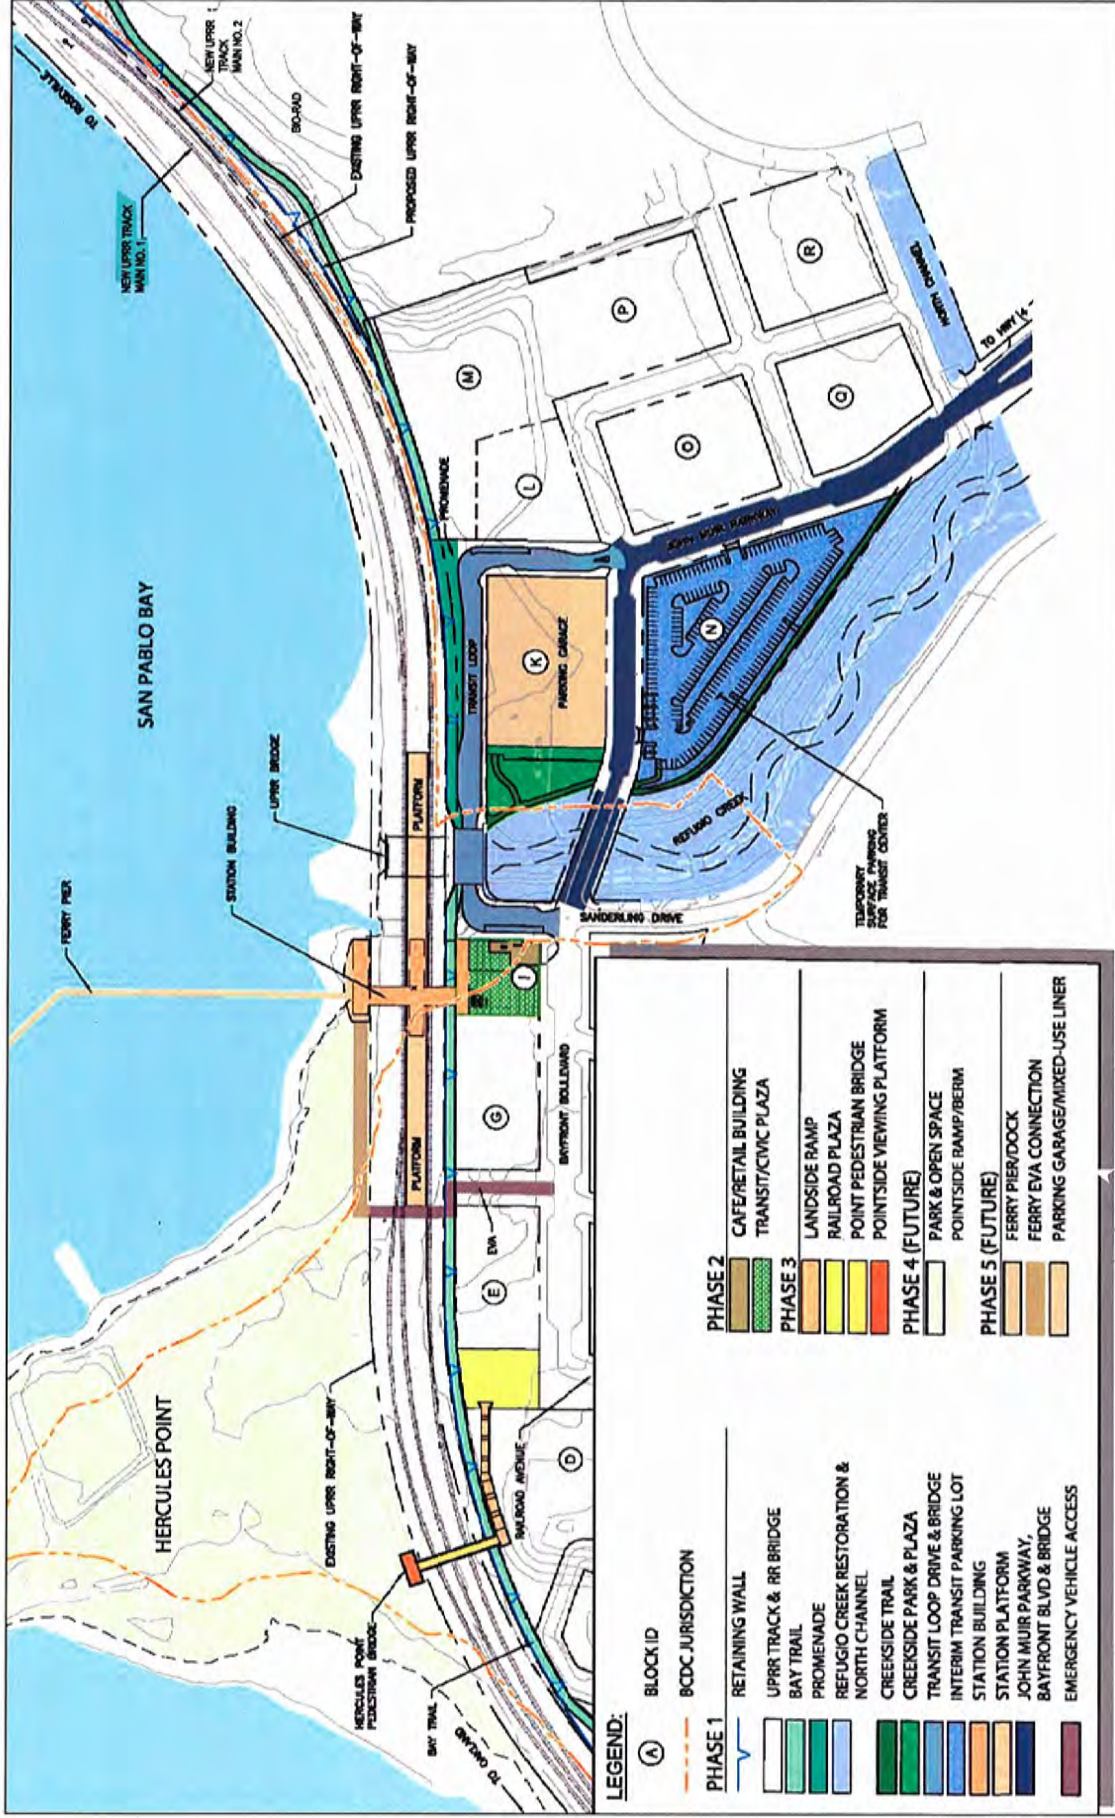 TO ROSEVILLE
NEW UPRR TRACK
MAIN NO. 1
NEW UPRR
TRACK
MAIN NO. 2
BIO-RAD
EXISTING UPRR RIGHT-OF-WAY
PROPOSED UPRR RIGHT-OF-WAY
SAN PABLO BAY
FERRY PIER
STATION BUILDING
UPRR BRIDGE
HERCULES POINT
EXISTING UPRR RIGHT-OF-WAY
HERCULES POINT
PEDESTRIAN BRIDGE
BAY TRAIL
TO OAKLAND
PLATFORM
PLATFORM
PROMENADE
TRANSIT LOOP
RAILROAD AVENUE
EVA
BAYFRONT BOULEVARD
SANDERLING DRIVE
REFUGIO CREEK
PARKING GARAGE
JOHN MUIR PARKWAY
NORTH CHANNEL
TO HWY 4
TEMPORARY
SURFACE PARKING
FOR TRANSIT CENTER
D
E
G
I
K
L
M
N
O
P
Q
R
LEGEND:
A
BLOCK ID
BCDC JURISDICTION
PHASE 1
RETAINING WALL
UPRR TRACK & RR BRIDGE
BAY TRAIL
PROMENADE
REFUGIO CREEK RESTORATION &
NORTH CHANNEL
CREEKSIDE TRAIL
CREEKSIDE PARK & PLAZA
TRANSIT LOOP DRIVE & BRIDGE
INTERIM TRANSIT PARKING LOT
STATION BUILDING
STATION PLATFORM
JOHN MUIR PARKWAY,
BAYFRONT BLVD & BRIDGE
EMERGENCY VEHICLE ACCESS
PHASE 2
CAFE/RETAIL BUILDING
TRANSIT/CIVIC PLAZA
PHASE 3
LANDSIDE RAMP
RAILROAD PLAZA
POINT PEDESTRIAN BRIDGE
POINTSIDE VIEWING PLATFORM
PHASE 4 (FUTURE)
PARK & OPEN SPACE
POINTSIDE RAMP/BERM
PHASE 5 (FUTURE)
FERRY PIER/DOCK
FERRY EVA CONNECTION
PARKING GARAGE/MIXED-USE LINER